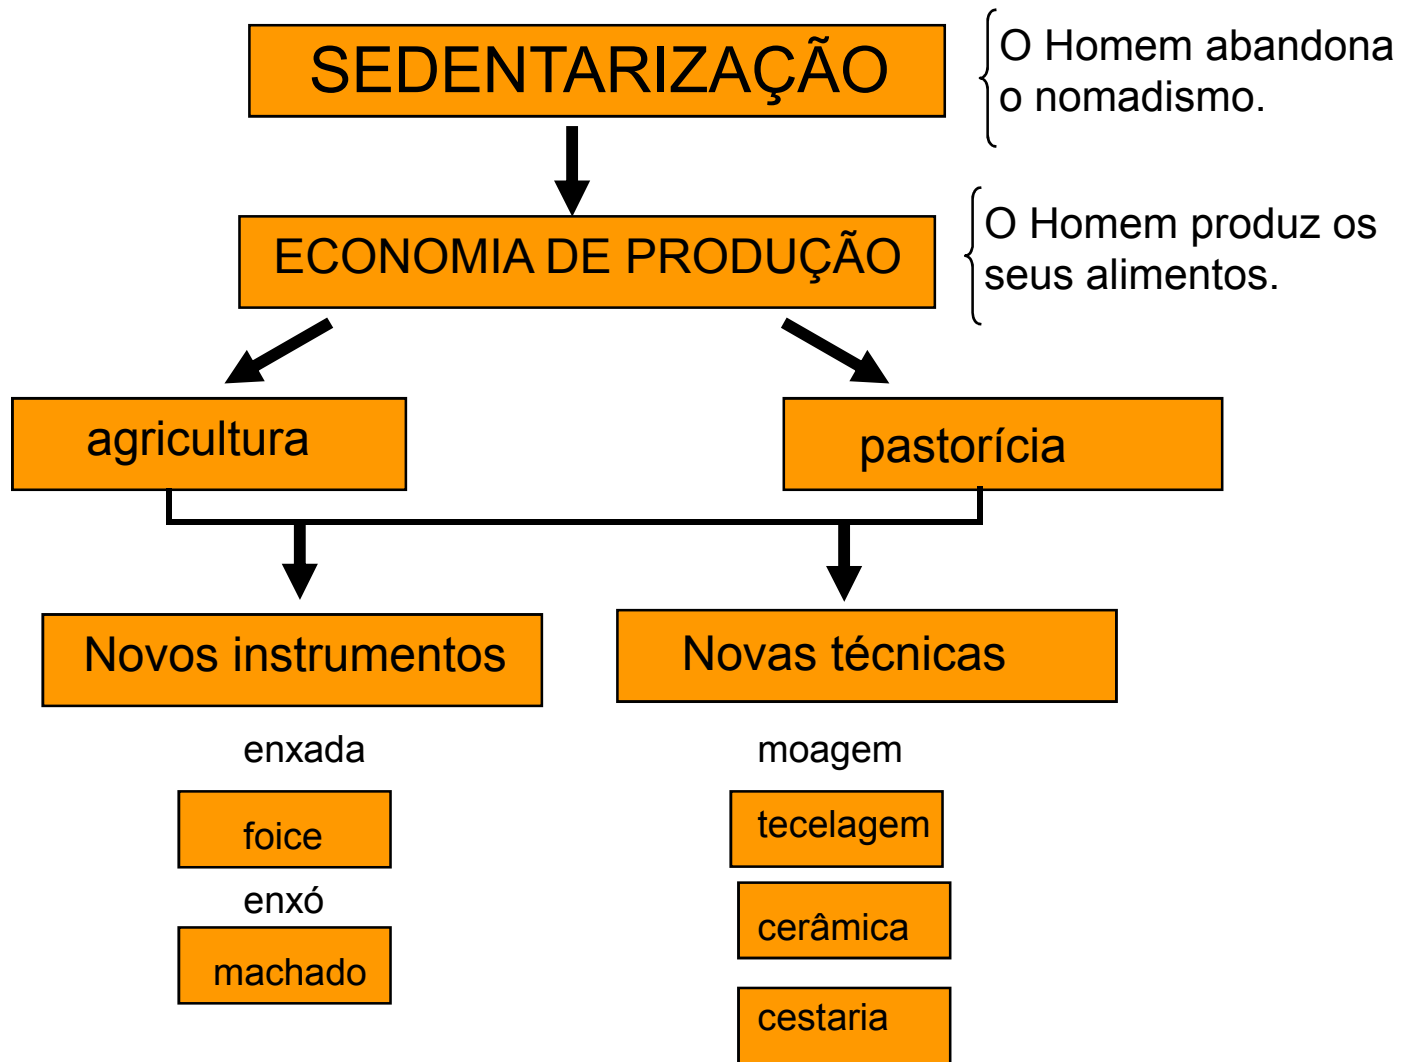 SEDENTARIZAÇÃO
O Homem abandona
o nomadismo.
ECONOMIA DE PRODUÇÃO
O Homem produz os
seus alimentos.
agricultura
pastorícia
Novos instrumentos
Novas técnicas
enxada
foice
enxó
machado
moagem
tecelagem
cerâmica
cestaria